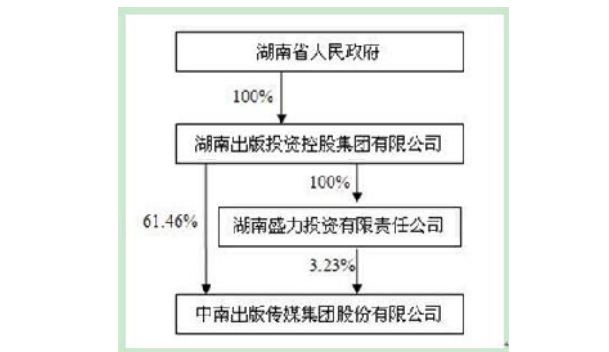 湖南省人民政府
100%
湖南出版投资控股集团有限公司
100%
61.46%
湖南盛力投资有限责任公司
3.23%
中南出版传媒集团股份有限公司